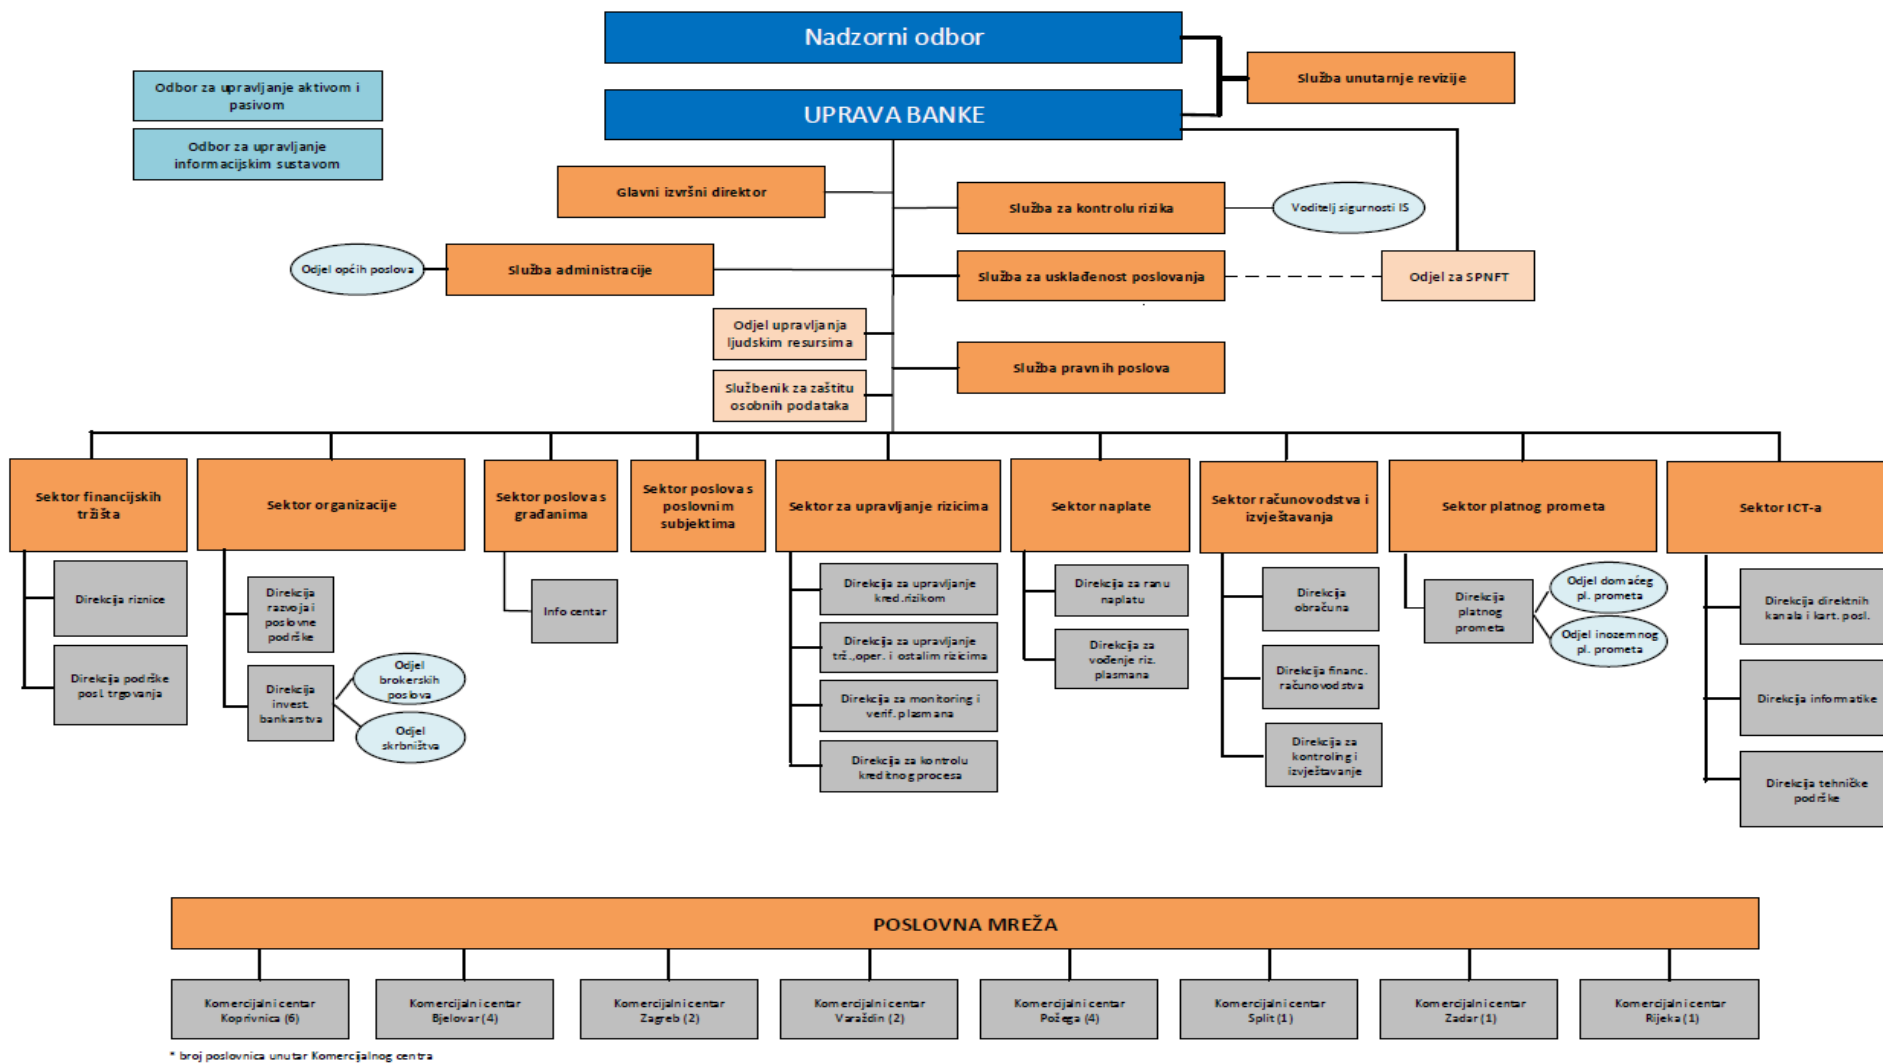 Nadzorni odbor
Služba unutarnje revizije
Odbor za upravljanje aktivom i
pasivom
UPRAVA BANKE
Odbor za upravljanje
informacijskim sustavom
Glavni izvršni direktor
Služba za kontrolu rizika
Voditelj sigurnosti IS
Odjel općih poslova
Služba administracije
Služba za usklađenost poslovanja
Odjel za SPNFT
Odjel upravljanja
ljudskim resursima
Služba pravnih poslova
Službenik za zaštitu
osobnih podataka
Sektor financijskih
tržišta
Sektor organizacije
Sektor poslova s
građanima
Sektor poslova s
poslovnim
subjektima
Sektor za upravljanje rizicima
Sektor naplate
Sektor računovodstva i
izvještavanja
Sektor platnog prometa
Sektor ICT-a
Direkcija riznice
Direkcija podrške
posl. trgovanja
Direkcija
razvoja i
poslovne
podrške
Direkcija
invest.
bankarstva
Odjel
brokerskih
poslova
Odjel
skrbništva
Info centar
Direkcija za upravljanje
kred.rizikom
Direkcija za upravljanje
trž.,oper. i ostalim rizicima
Direkcija za monitoring i
verif. plasmana
Direkcija za kontrolu
kreditnog procesa
Direkcija za ranu
naplatu
Direkcija za
vođenje riz.
plasmana
Direkcija
obračuna
Direkcija financ.
računovodstva
Direkcija za
kontroling i
izvještavanje
Direkcija
platnog
prometa
Odjel domaćeg
pl. prometa
Odjel inozemnog
pl. prometa
Direkcija direktnih
kanala i kart. posl.
Direkcija informatike
Direkcija tehničke
podrške
POSLOVNA MREŽA
Komercijalni centar
Koprivnica (6)
Komercijalni centar
Bjelovar (4)
Komercijalni centar
Zagreb (2)
Komercijalni centar
Varaždin (2)
Komercijalni centar
Požega (4)
Komercijalni centar
Split (1)
Komercijalni centar
Zadar (1)
Komercijalni centar
Rijeka (1)
* broj poslovnica unutar Komercijalnog centra